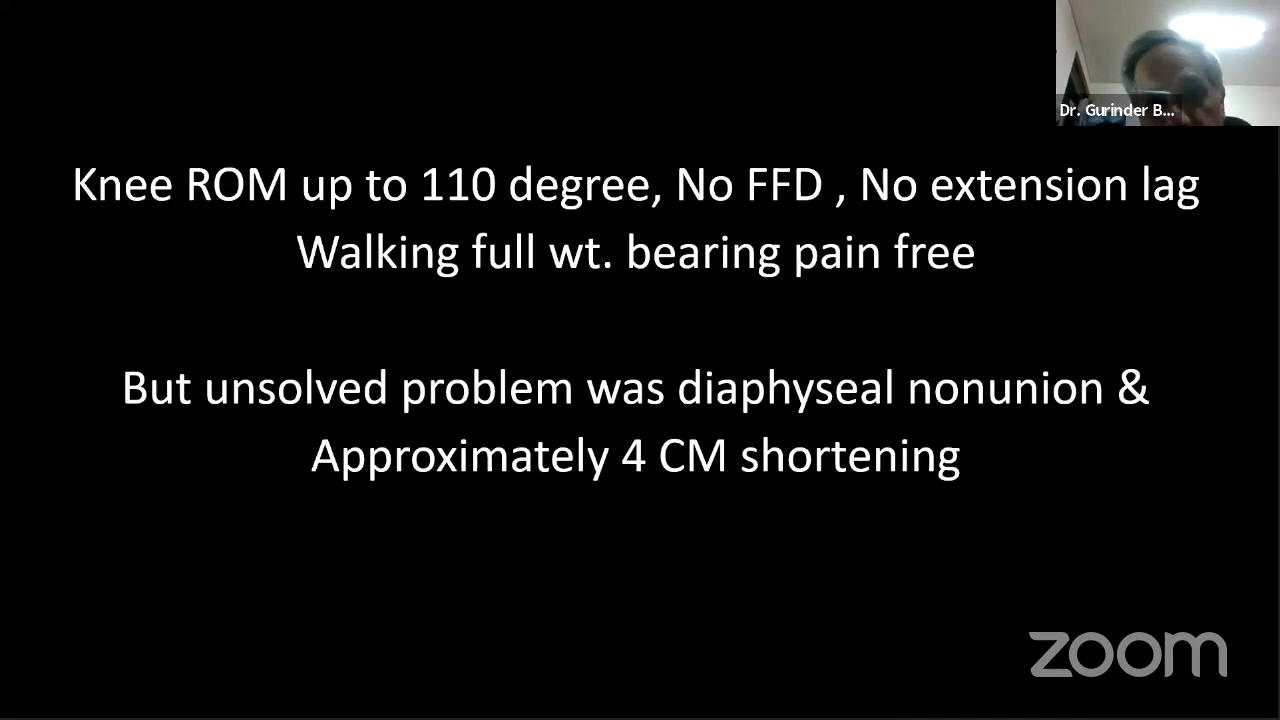 Dr. Gurinder B...
Knee ROM up to 110 degree, No FFD , No extension lag
Walking full wt. bearing pain free
But unsolved problem was diaphyseal nonunion &
Approximately 4 CM shortening
zoom